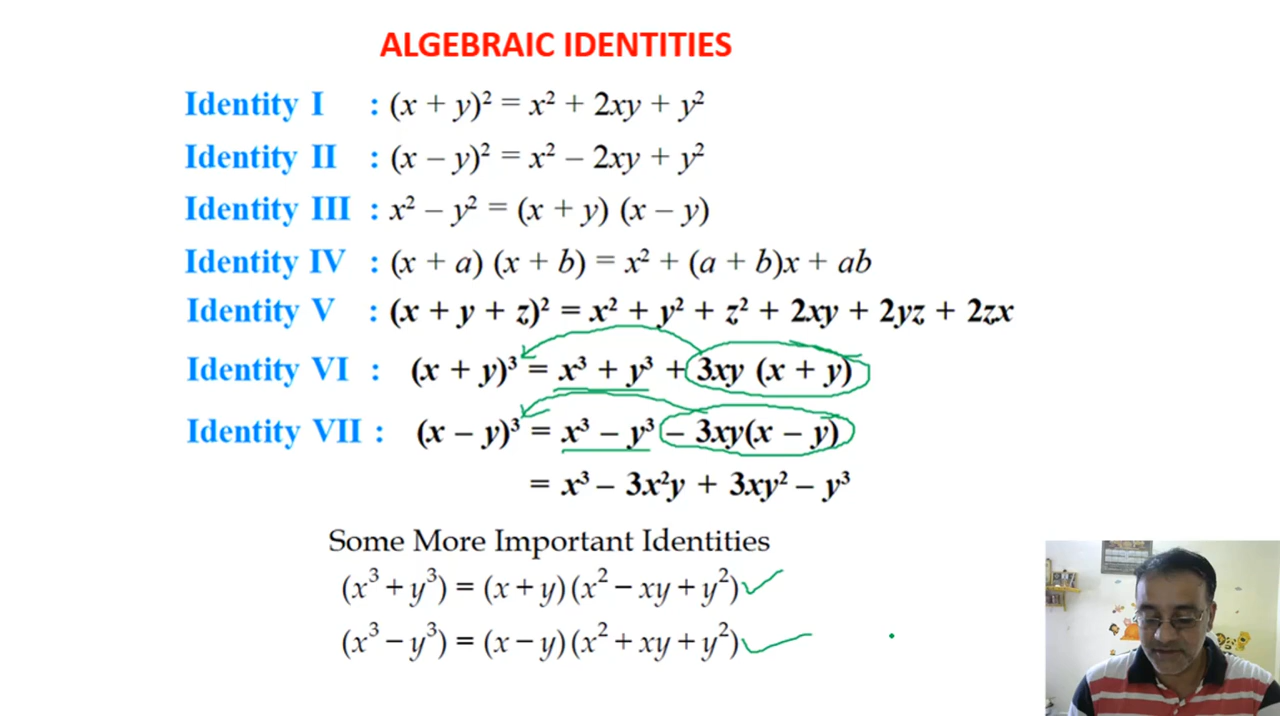 ALGEBRAIC IDENTITIES
Identity I : (x + y)² = x² + 2xy + y²
Identity II : (x – y)² = x² – 2xy + y²
Identity III : x² – y² = (x + y) (x – y)
Identity IV : (x + a) (x + b) = x² + (a + b)x + ab
Identity V : (x + y + z)² = x² + y² + z² + 2xy + 2yz + 2zx
Identity VI : (x + y)³ = x³ + y³ + 3xy (x + y)
Identity VII : (x – y)³ = x³ – y³ – 3xy(x – y)
= x³ – 3x²y + 3xy² – y³
Some More Important Identities
(x³ + y³) = (x + y)(x² – xy + y²)
(x³ – y³) = (x – y)(x² + xy + y²)